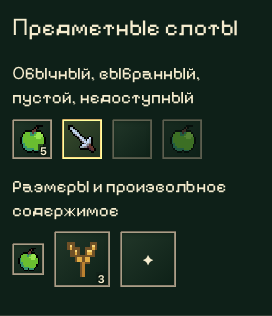 Предметные слоты
Обычный, выбранный,
пустой, недоступный
5
Размеры и произвольное
содержимое
3